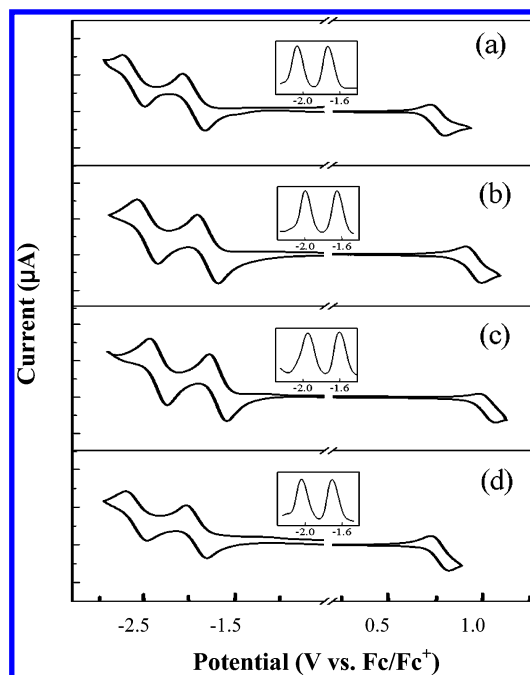 (a)
-2.0 -1.6
(b)
-2.0 -1.6
(c)
-2.0 -1.6
(d)
-2.0 -1.6
Current (μA)
-2.5 -1.5 0.5 1.0
Potential (V vs. Fc/Fc⁺)